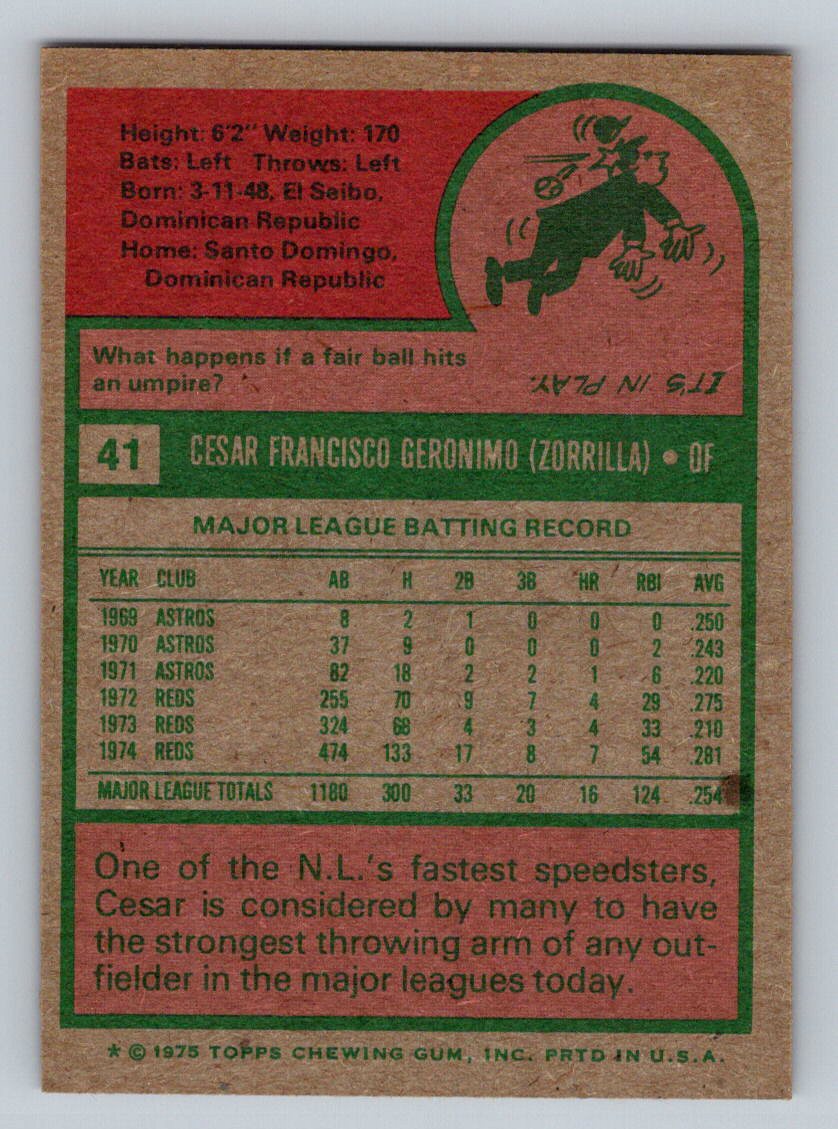 Height: 6'2" Weight: 170
Bats: Left Throws: Left
Born: 3-11-48, El Seibo,
Dominican Republic
Home: Santo Domingo,
Dominican Republic
What happens if a fair ball hits
an umpire?
IT'S IN PLAY.
41 CESAR FRANCISCO GERONIMO (ZORRILLA) • OF
MAJOR LEAGUE BATTING RECORD
YEAR CLUB AB H 2B 3B HR RBI AVG
1969 ASTROS 8 2 1 0 0 0 .250
1970 ASTROS 37 9 0 0 0 2 .243
1971 ASTROS 82 18 2 2 1 6 .220
1972 REDS 255 70 9 7 4 29 .275
1973 REDS 324 68 4 3 4 33 .210
1974 REDS 474 133 17 8 7 54 .281
MAJOR LEAGUE TOTALS 1180 300 33 20 16 124 .254
One of the N.L.'s fastest speedsters,
Cesar is considered by many to have
the strongest throwing arm of any out-
fielder in the major leagues today.
* © 1975 TOPPS CHEWING GUM, INC. PRTD IN U.S.A.